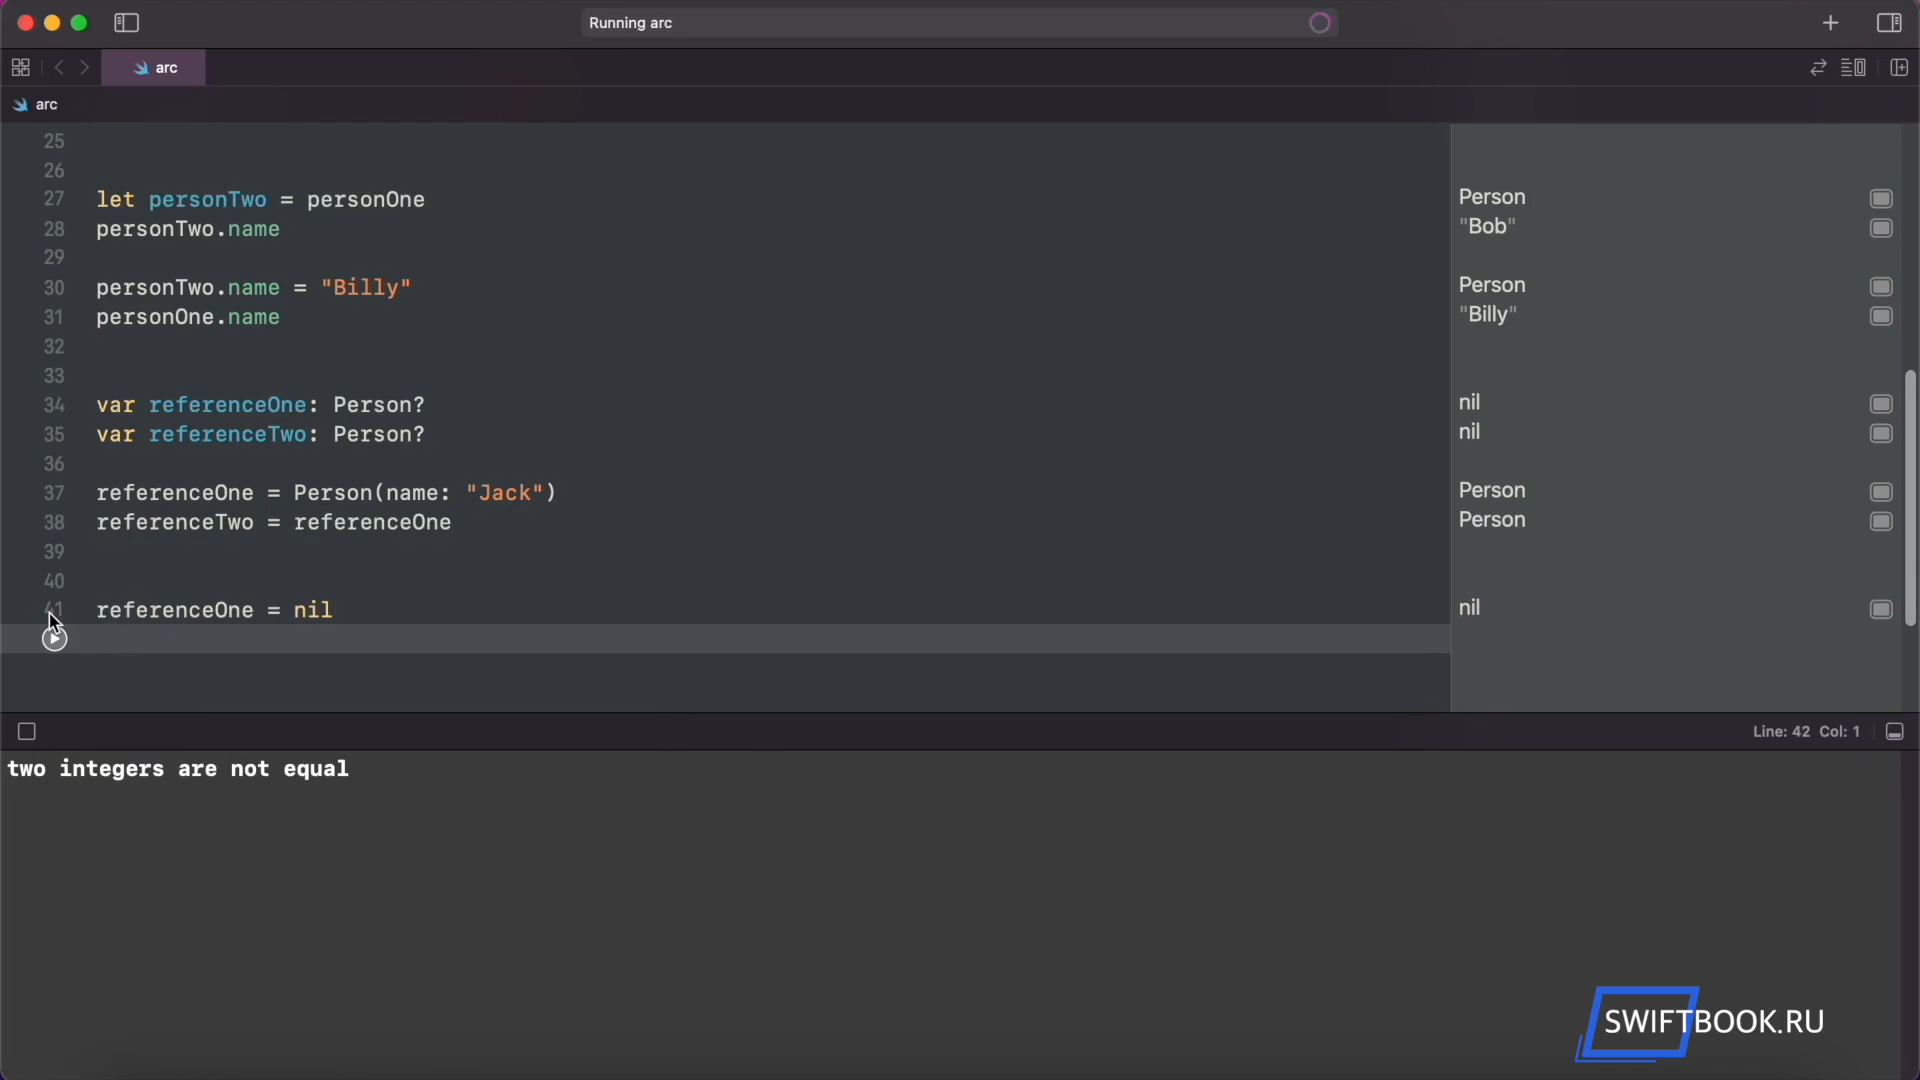 Running arc
arc
arc
25
26
27 let personTwo = personOne Person
28 personTwo.name "Bob"
29
30 personTwo.name = "Billy" Person
31 personOne.name "Billy"
32
33
34 var referenceOne: Person? nil
35 var referenceTwo: Person? nil
36
37 referenceOne = Person(name: "Jack") Person
38 referenceTwo = referenceOne Person
39
40
41 referenceOne = nil nil
Line: 42 Col: 1
two integers are not equal
SWIFTBOOK.RU